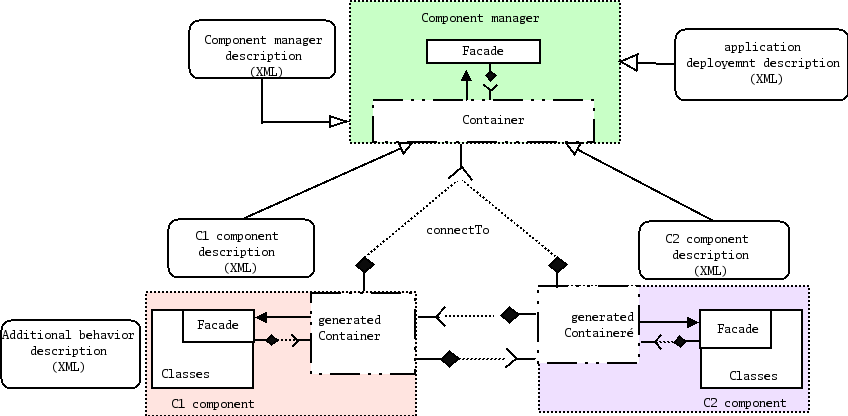 Component manager
Component manager
description
(XML)
Facade
application
deployemnt description
(XML)
Container
C1 component
description
(XML)
connectTo
C2 component
description
(XML)
Additional behavior
description
(XML)
Facade
Classes
C1 component
generated
Container
generated
Containeré
Facade
Classes
C2 component